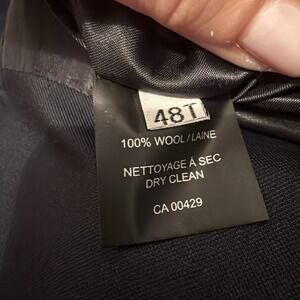 48T
100% WOOL/LAINE
NETTOYAGE À SEC
DRY CLEAN
CA 00429